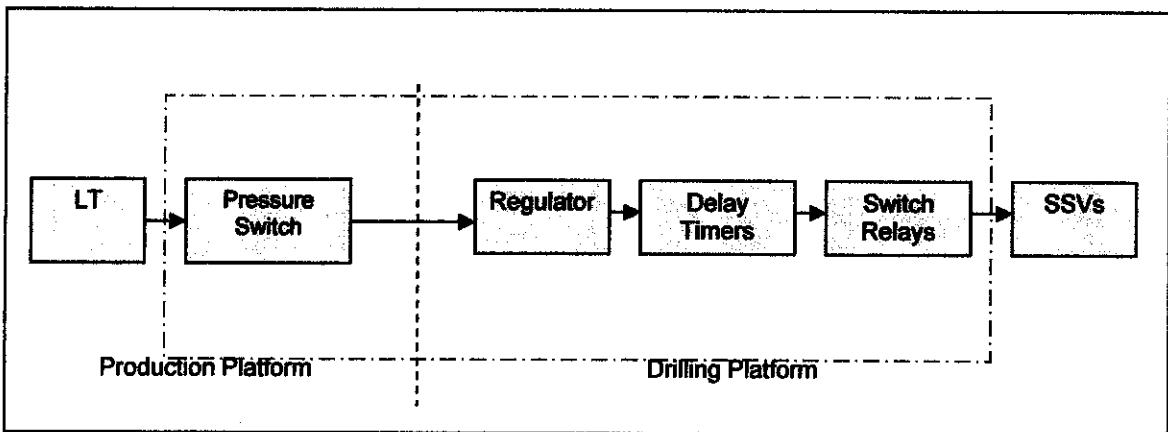 LT
Pressure
Switch
Regulator
Delay
Timers
Switch
Relays
SSVs
Production Platform
Drilling Platform